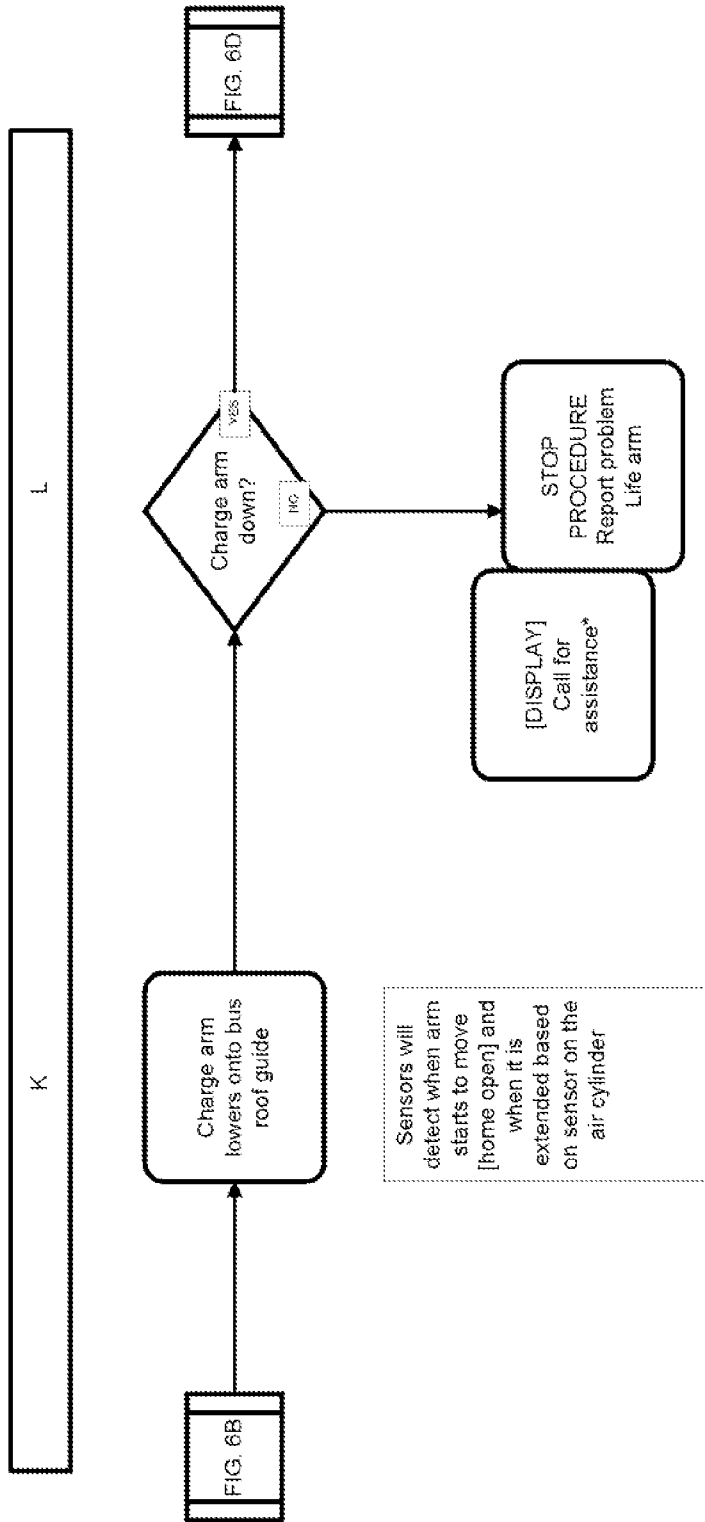 K
L
FIG. 6B
Charge arm
lowers onto bus
roof guide
Charge arm
down?
YES
NO
FIG. 6D
Sensors will
detect when arm
starts to move
[home open] and
when it is
extended based
on sensor on the
air cylinder
[DISPLAY]
Call for
assistance*
STOP
PROCEDURE
Report problem
Life arm